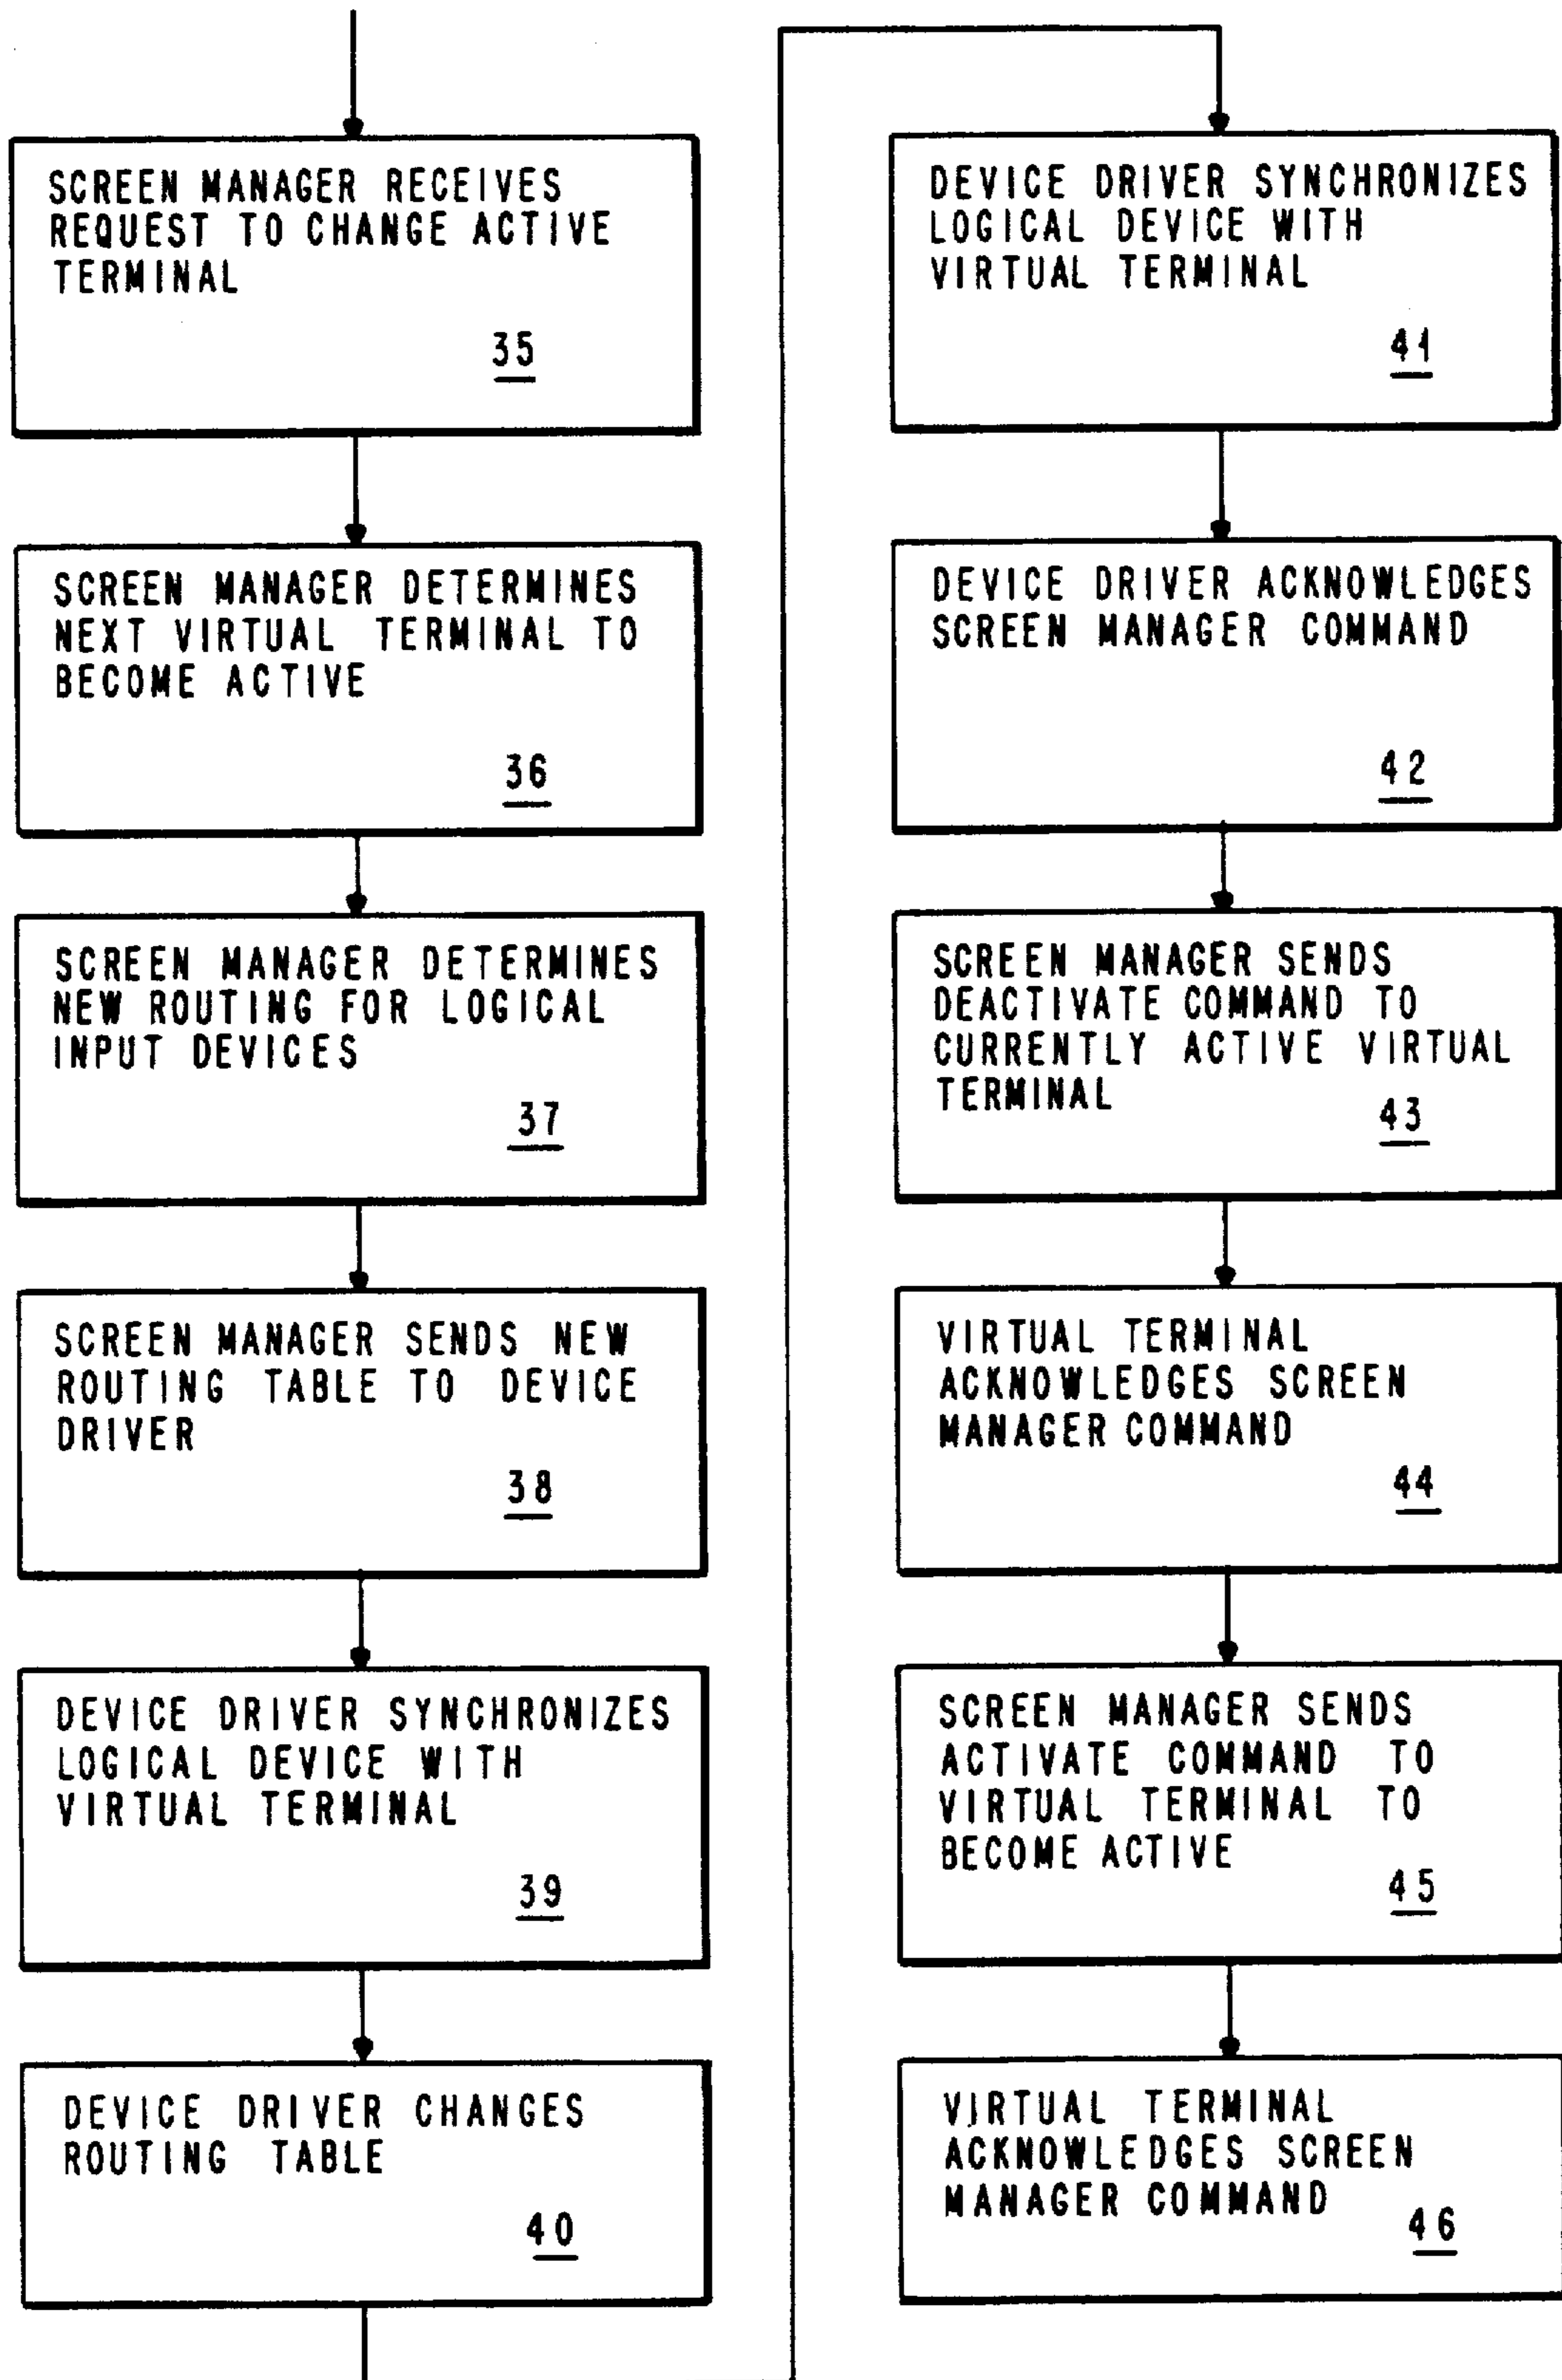 SCREEN MANAGER RECEIVES
REQUEST TO CHANGE ACTIVE
TERMINAL
35
SCREEN MANAGER DETERMINES
NEXT VIRTUAL TERMINAL TO
BECOME ACTIVE
36
SCREEN MANAGER DETERMINES
NEW ROUTING FOR LOGICAL
INPUT DEVICES
37
SCREEN MANAGER SENDS NEW
ROUTING TABLE TO DEVICE
DRIVER
38
DEVICE DRIVER SYNCHRONIZES
LOGICAL DEVICE WITH
VIRTUAL TERMINAL
39
DEVICE DRIVER CHANGES
ROUTING TABLE
40
DEVICE DRIVER SYNCHRONIZES
LOGICAL DEVICE WITH
VIRTUAL TERMINAL
41
DEVICE DRIVER ACKNOWLEDGES
SCREEN MANAGER COMMAND
42
SCREEN MANAGER SENDS
DEACTIVATE COMMAND TO
CURRENTLY ACTIVE VIRTUAL
TERMINAL
43
VIRTUAL TERMINAL
ACKNOWLEDGES SCREEN
MANAGER COMMAND
44
SCREEN MANAGER SENDS
ACTIVATE COMMAND TO
VIRTUAL TERMINAL TO
BECOME ACTIVE
45
VIRTUAL TERMINAL
ACKNOWLEDGES SCREEN
MANAGER COMMAND
46